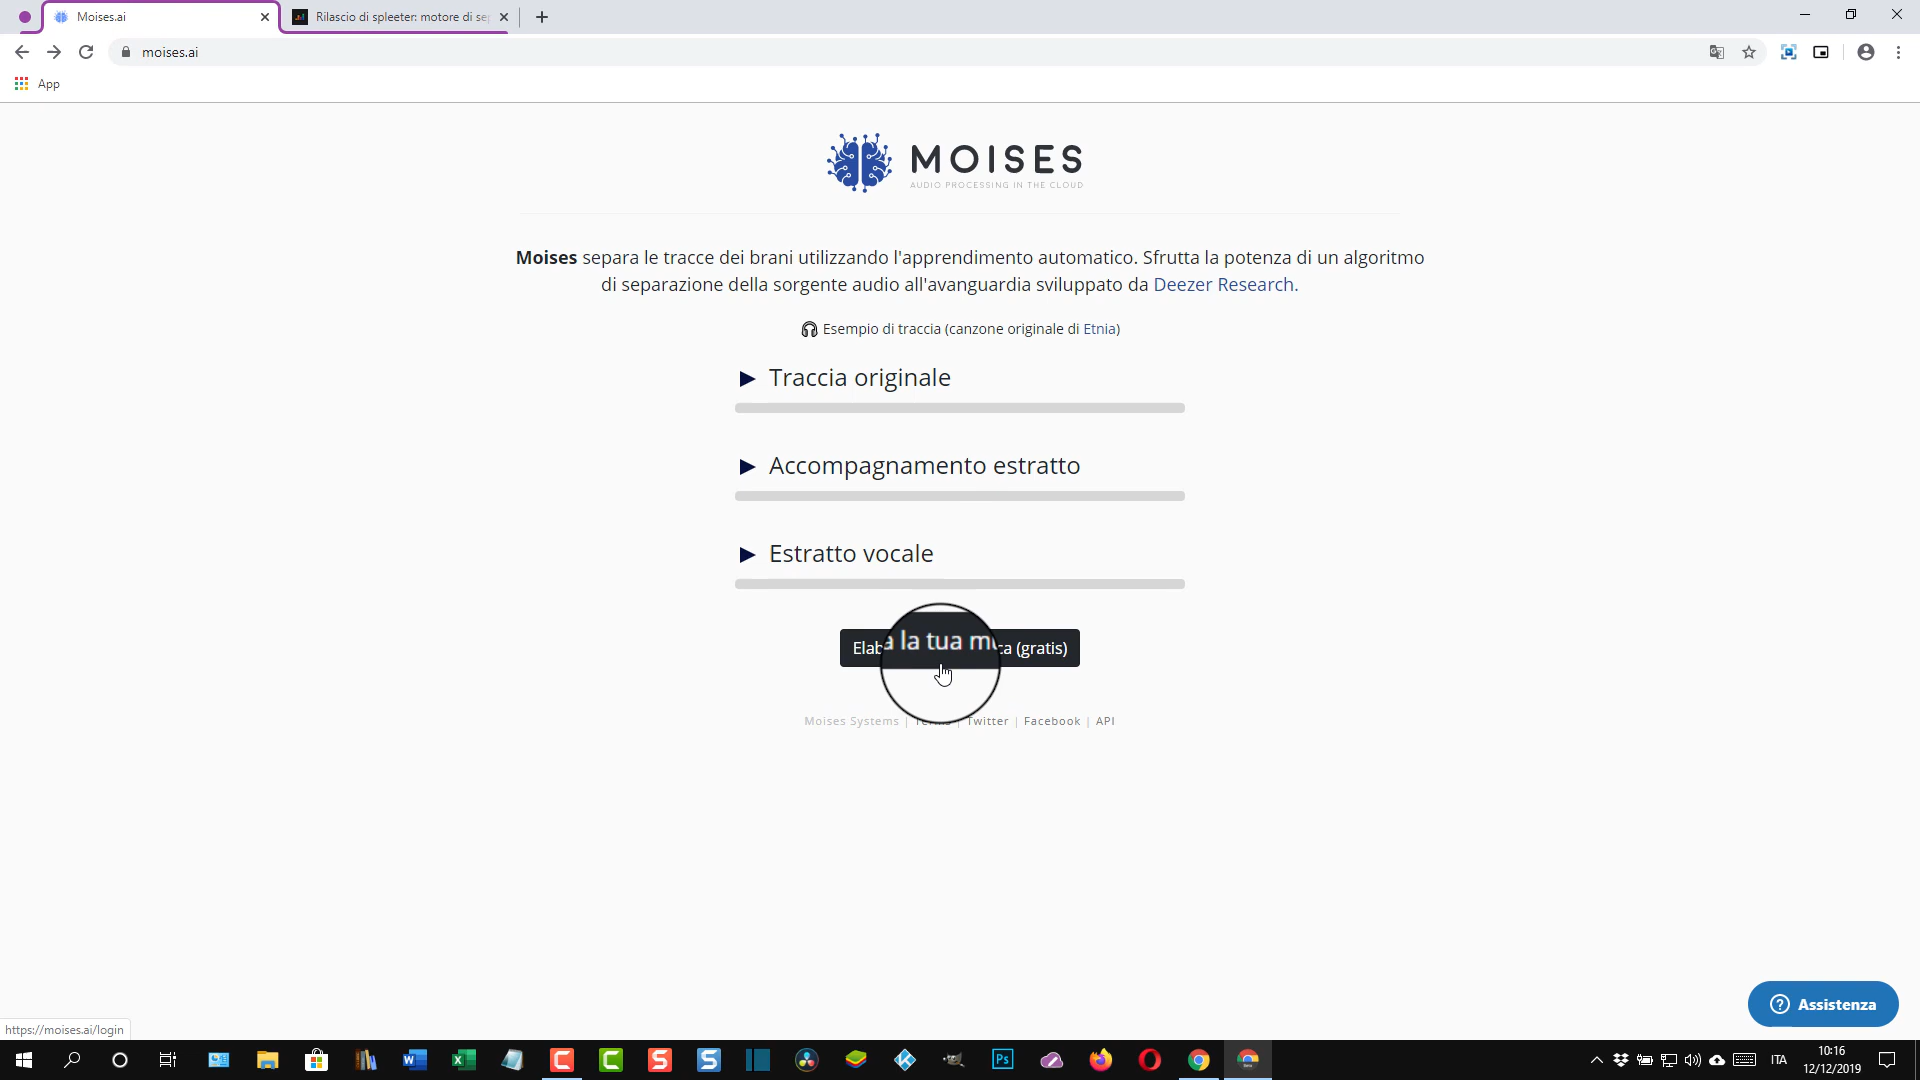 Moises.ai
Rilascio di spleeter: motore di se
moises.ai
App
MOISES
AUDIO PROCESSING IN THE CLOUD
Moises separa le tracce dei brani utilizzando l'apprendimento automatico. Sfrutta la potenza di un algoritmo
di separazione della sorgente audio all'avanguardia sviluppato da Deezer Research.
Esempio di traccia (canzone originale di Etnia)
Traccia originale
Accompagnamento estratto
Estratto vocale
Elaba la tua muca (gratis)
Moises Systems | Terms | Twitter | Facebook | API
Assistenza
https://moises.ai/login
ITA
10:16
12/12/2019